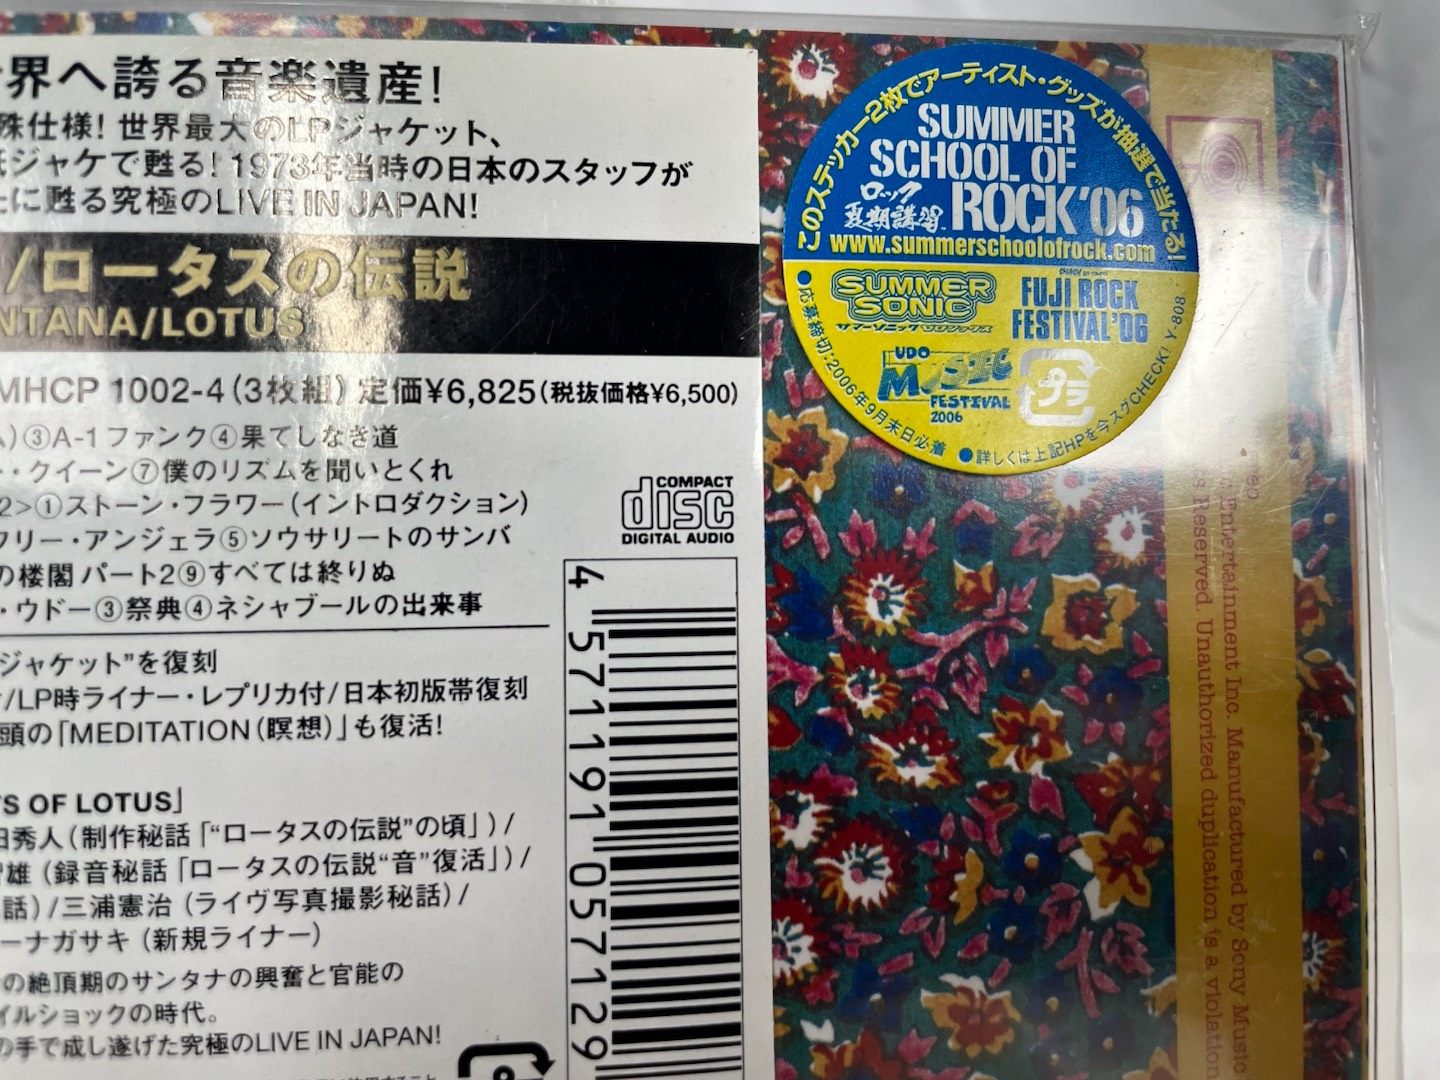 界へ誇る音楽遺産!
殊仕様! 世界最大のLPジャケット、
紙ジャケで甦る! 1973年当時の日本のスタッフが
に甦る究極のLIVE IN JAPAN!
/ロータスの伝説
NTANA/LOTUS
MHCP 1002-4 (3枚組) 定価¥6,825(税抜価格¥6,500)
)③A-1 ファンク④果てしなき道
・クイーン⑦僕のリズムを聞いとくれ
2>①ストーン・フラワー(イントロダクション)
フリー・アンジェラ⑤ソウサリートのサンバ
の楼閣 パート2⑨すべては終りぬ
・ウドー③祭典④ネシャブールの出来事
ジャケット”を復刻
/LP時ライナー・レプリカ付/日本初版帯復刻
頭の「MEDITATION(瞑想)」も復活!
S OF LOTUS」
田秀人(制作秘話「“ロータスの伝説”の頃」)/
雄 (録音秘話「ロータスの伝説“音”復活」)/
話)/三浦憲治 (ライヴ写真撮影秘話)/
ーナガサキ (新規ライナー)
の絶頂期のサンタナの興奮と官能の
イルショックの時代。
の手で成し遂げた究極のLIVE IN JAPAN!
COMPACT
disc
DIGITAL AUDIO
4 571191 057129
このステッカー2枚でアーティスト・グッズが抽選で当たる!
SUMMER
SCHOOL OF
ROCK'06
ロック
夏期講習
www.summerschoolofrock.com
SUMMER
SONIC
サマーソニック
FUJI ROCK
FESTIVAL'06
UDO
MUSIC
FESTIVAL
2006
プラ
●応募締切:2006年9月末日必着 ●詳しくは上記HPを今スグCHECK! Y-808
Entertainment Inc. Manufactured by Sony Music
s Reserved. Unauthorized duplication is a violation